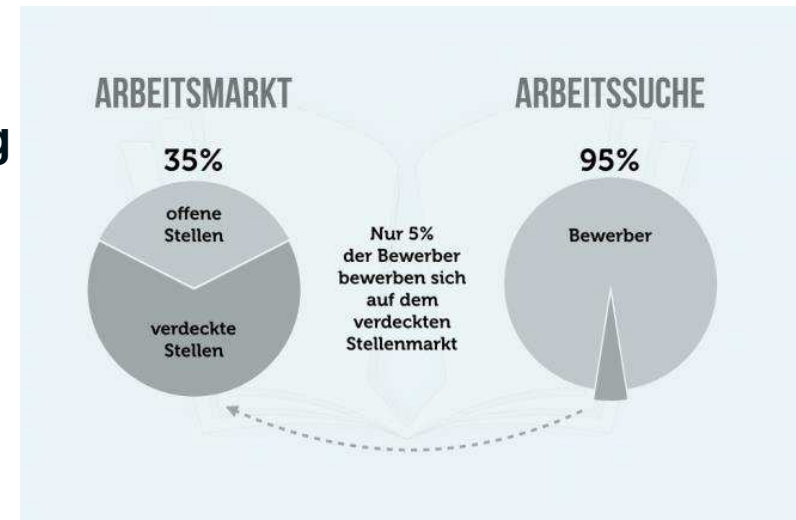 ARBEITSMARKT
35%
offene
Stellen
verdeckte
Stellen
Nur 5%
der Bewerber
bewerben sich
auf dem
verdeckten
Stellenmarkt
ARBEITSSUCHE
95%
Bewerber
g